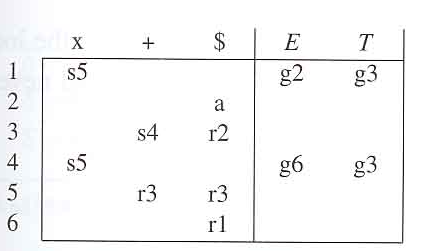 x + $ E T
1 s5 g2 g3
2 a
3 s4 r2
4 s5 g6 g3
5 r3 r3
6 r1